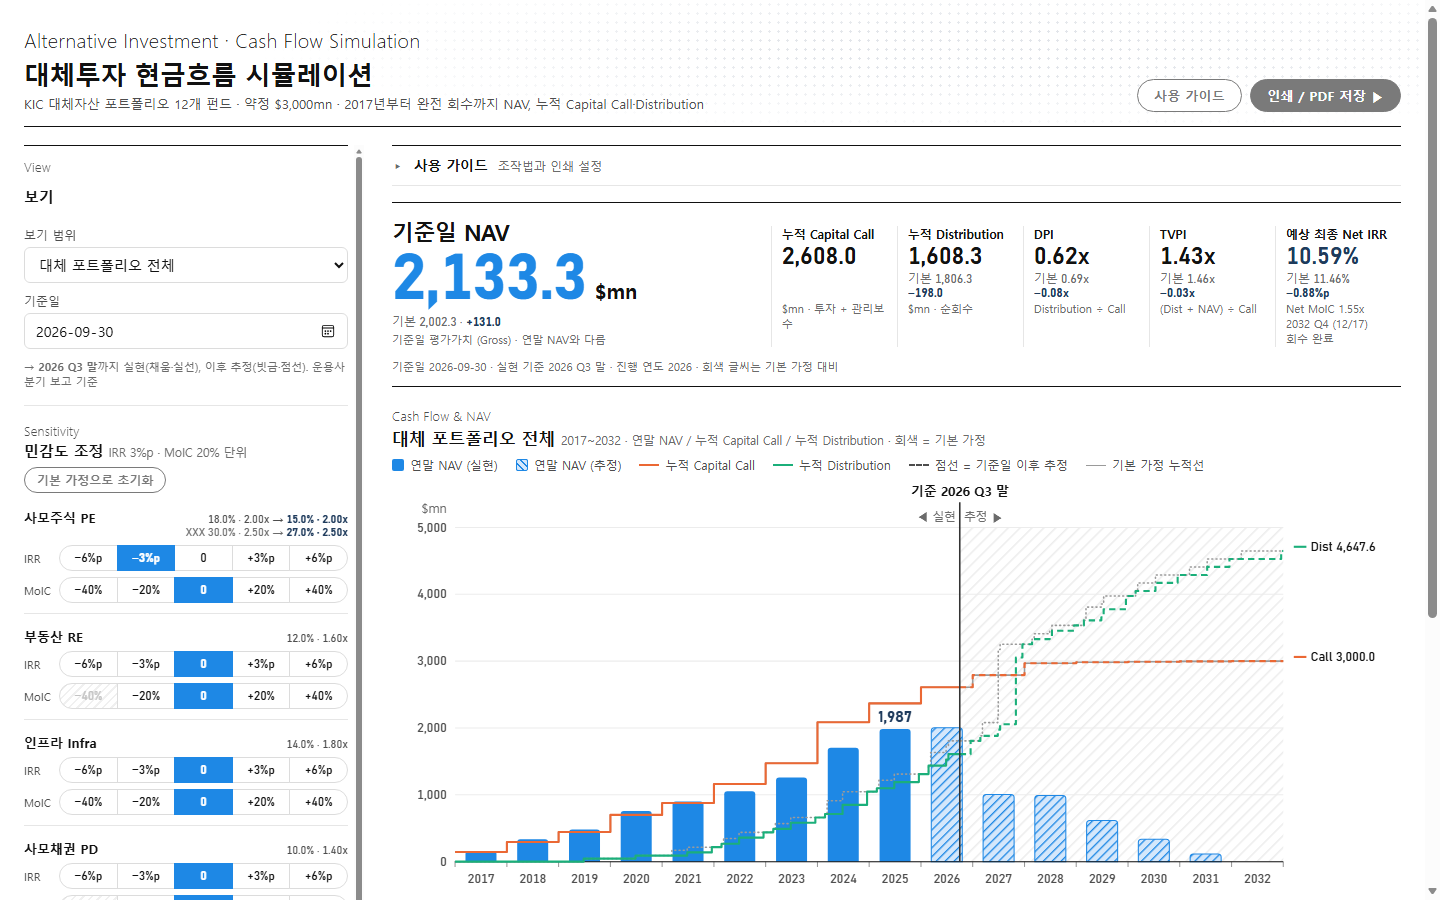 Alternative Investment · Cash Flow Simulation
대체투자 현금흐름 시뮬레이션
KIC 대체자산 포트폴리오 12개 펀드 · 약정 $3,000mn · 2017년부터 완전 회수까지 NAV, 누적 Capital Call·Distribution
사용 가이드
인쇄 / PDF 저장 ▶
View
보기
보기 범위
대체 포트폴리오 전체
기준일
2026-09-30
→ 2026 Q3 말까지 실현(채움·실선), 이후 추정(빗금·점선). 운용사
분기 보고 기준
Sensitivity
민감도 조정 IRR 3%p · MoIC 20% 단위
기본 가정으로 초기화
사모주식 PE
18.0% · 2.00x → 15.0% · 2.00x
XXX 30.0% · 2.50x → 27.0% · 2.50x
IRR −6%p −3%p 0 +3%p +6%p
MoIC −40% −20% 0 +20% +40%
부동산 RE 12.0% · 1.60x
IRR −6%p −3%p 0 +3%p +6%p
MoIC −40% −20% 0 +20% +40%
인프라 Infra 14.0% · 1.80x
IRR −6%p −3%p 0 +3%p +6%p
MoIC −40% −20% 0 +20% +40%
사모채권 PD 10.0% · 1.40x
IRR −6%p −3%p 0 +3%p +6%p
▸ 사용 가이드 조작법과 인쇄 설정
기준일 NAV
2,133.3 $mn
기본 2,002.3 · +131.0
기준일 평가가치 (Gross) · 연말 NAV와 다름
누적 Capital Call
2,608.0
$mn · 투자 + 관리보
수
누적 Distribution
1,608.3
기본 1,806.3
−198.0
$mn · 순회수
DPI
0.62x
기본 0.69x
−0.08x
Distribution ÷ Call
TVPI
1.43x
기본 1.46x
−0.03x
(Dist + NAV) ÷ Call
예상 최종 Net IRR
10.59%
기본 11.46%
−0.88%p
Net MoIC 1.55x
2032 Q4 (12/17)
회수 완료
기준일 2026-09-30 · 실현 기준 2026 Q3 말 · 진행 연도 2026 · 회색 글씨는 기본 가정 대비
Cash Flow & NAV
대체 포트폴리오 전체 2017~2032 · 연말 NAV / 누적 Capital Call / 누적 Distribution · 회색 = 기본 가정
연말 NAV (실현) 연말 NAV (추정) 누적 Capital Call 누적 Distribution 점선 = 기준일 이후 추정 기본 가정 누적선
기준 2026 Q3 말
◀ 실현 추정 ▶
$mn
5,000
4,000
3,000
2,000
1,000
0
1,987
Dist 4,647.6
Call 3,000.0
2017 2018 2019 2020 2021 2022 2023 2024 2025 2026 2027 2028 2029 2030 2031 2032